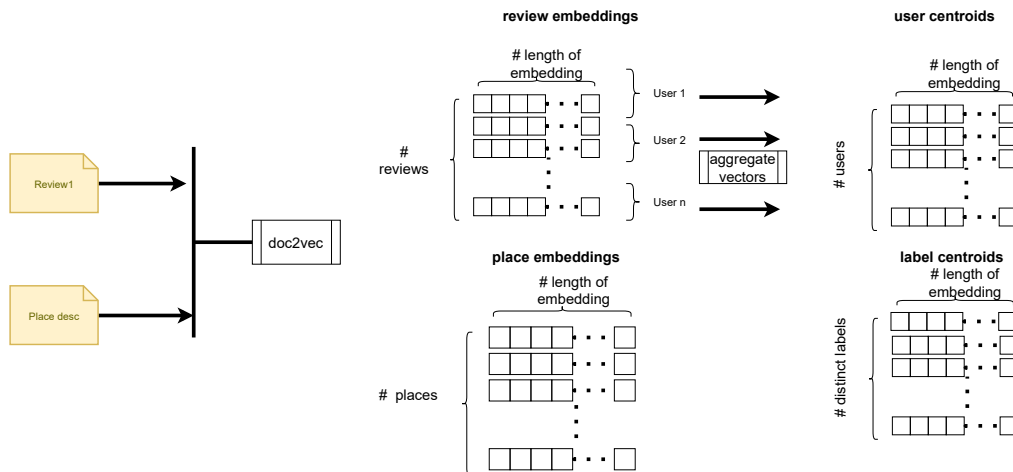 review embeddings
user centroids
# length of
embedding
# length of
embedding
User 1
User 2
#
reviews
aggregate
vectors
# users
Review1
User n
doc2vec
place embeddings
label centroids
# length of
embedding
# length of
embedding
Place desc
# places
# distinct labels